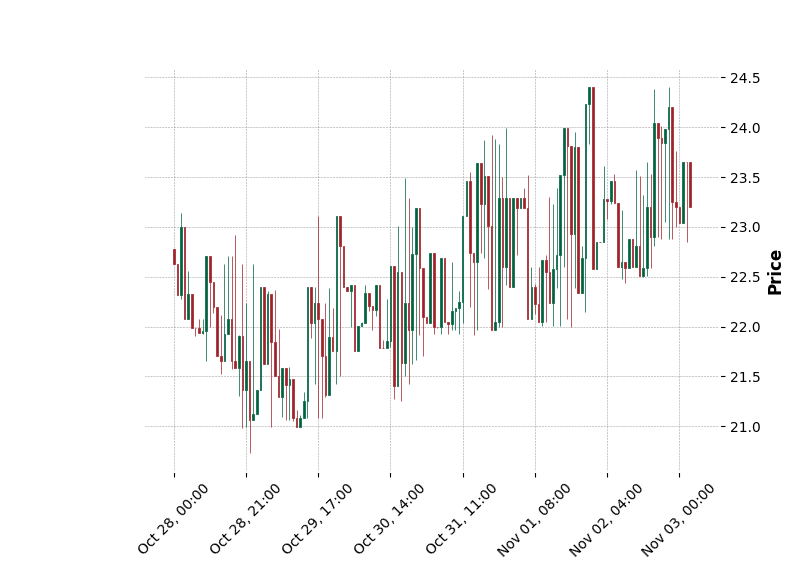 24.5
24.0
23.5
23.0
22.5
22.0
21.5
21.0
Price
Oct 28, 00:00
Oct 28, 21:00
Oct 29, 17:00
Oct 30, 14:00
Oct 31, 11:00
Nov 01, 08:00
Nov 02, 04:00
Nov 03, 00:00